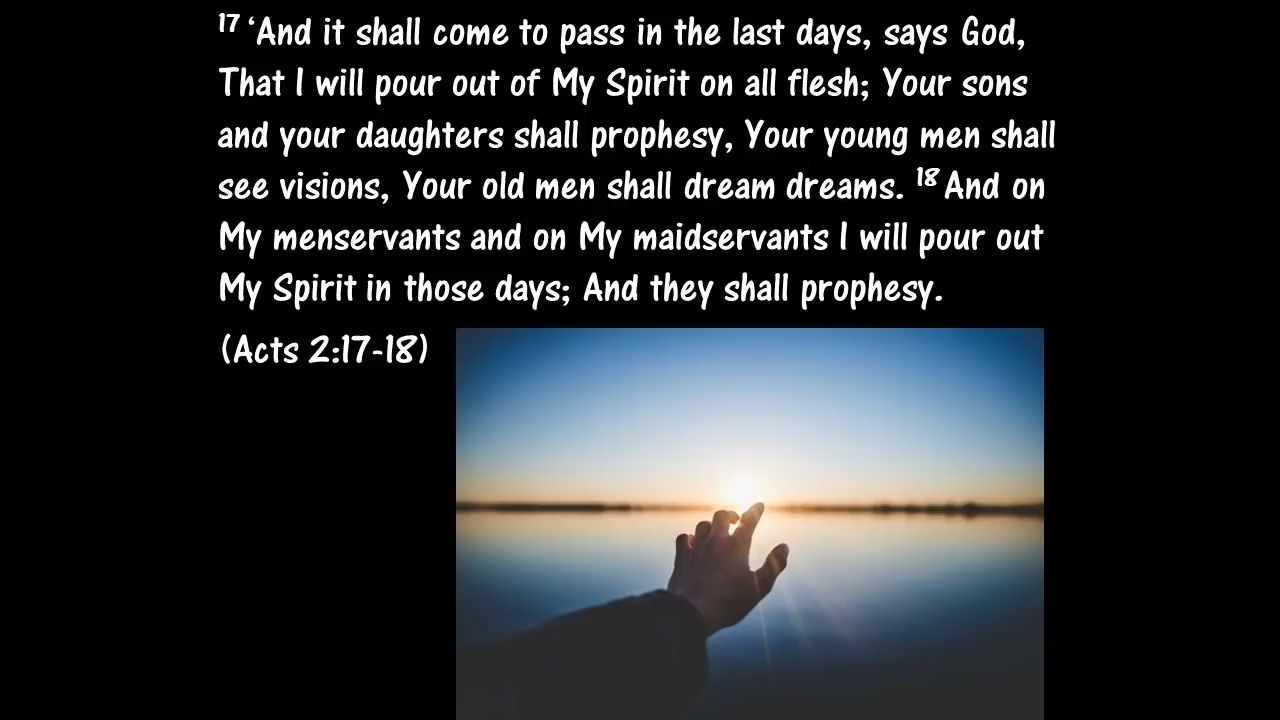 17 ‘And it shall come to pass in the last days, says God,
That I will pour out of My Spirit on all flesh; Your sons
and your daughters shall prophesy, Your young men shall
see visions, Your old men shall dream dreams. 18 And on
My menservants and on My maidservants I will pour out
My Spirit in those days; And they shall prophesy.
(Acts 2:17-18)